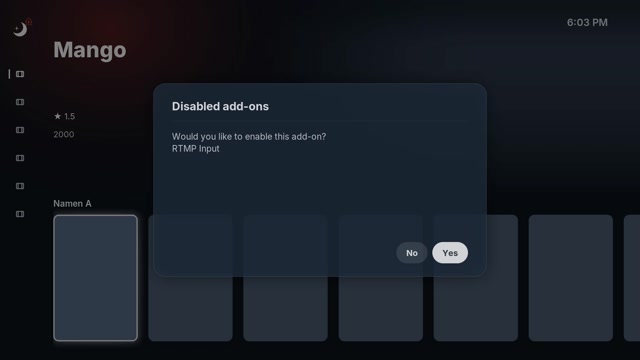 6:03 PM
Mango
★ 1.5
2000
Disabled add-ons
Would you like to enable this add-on?
RTMP Input
No
Yes
Namen A